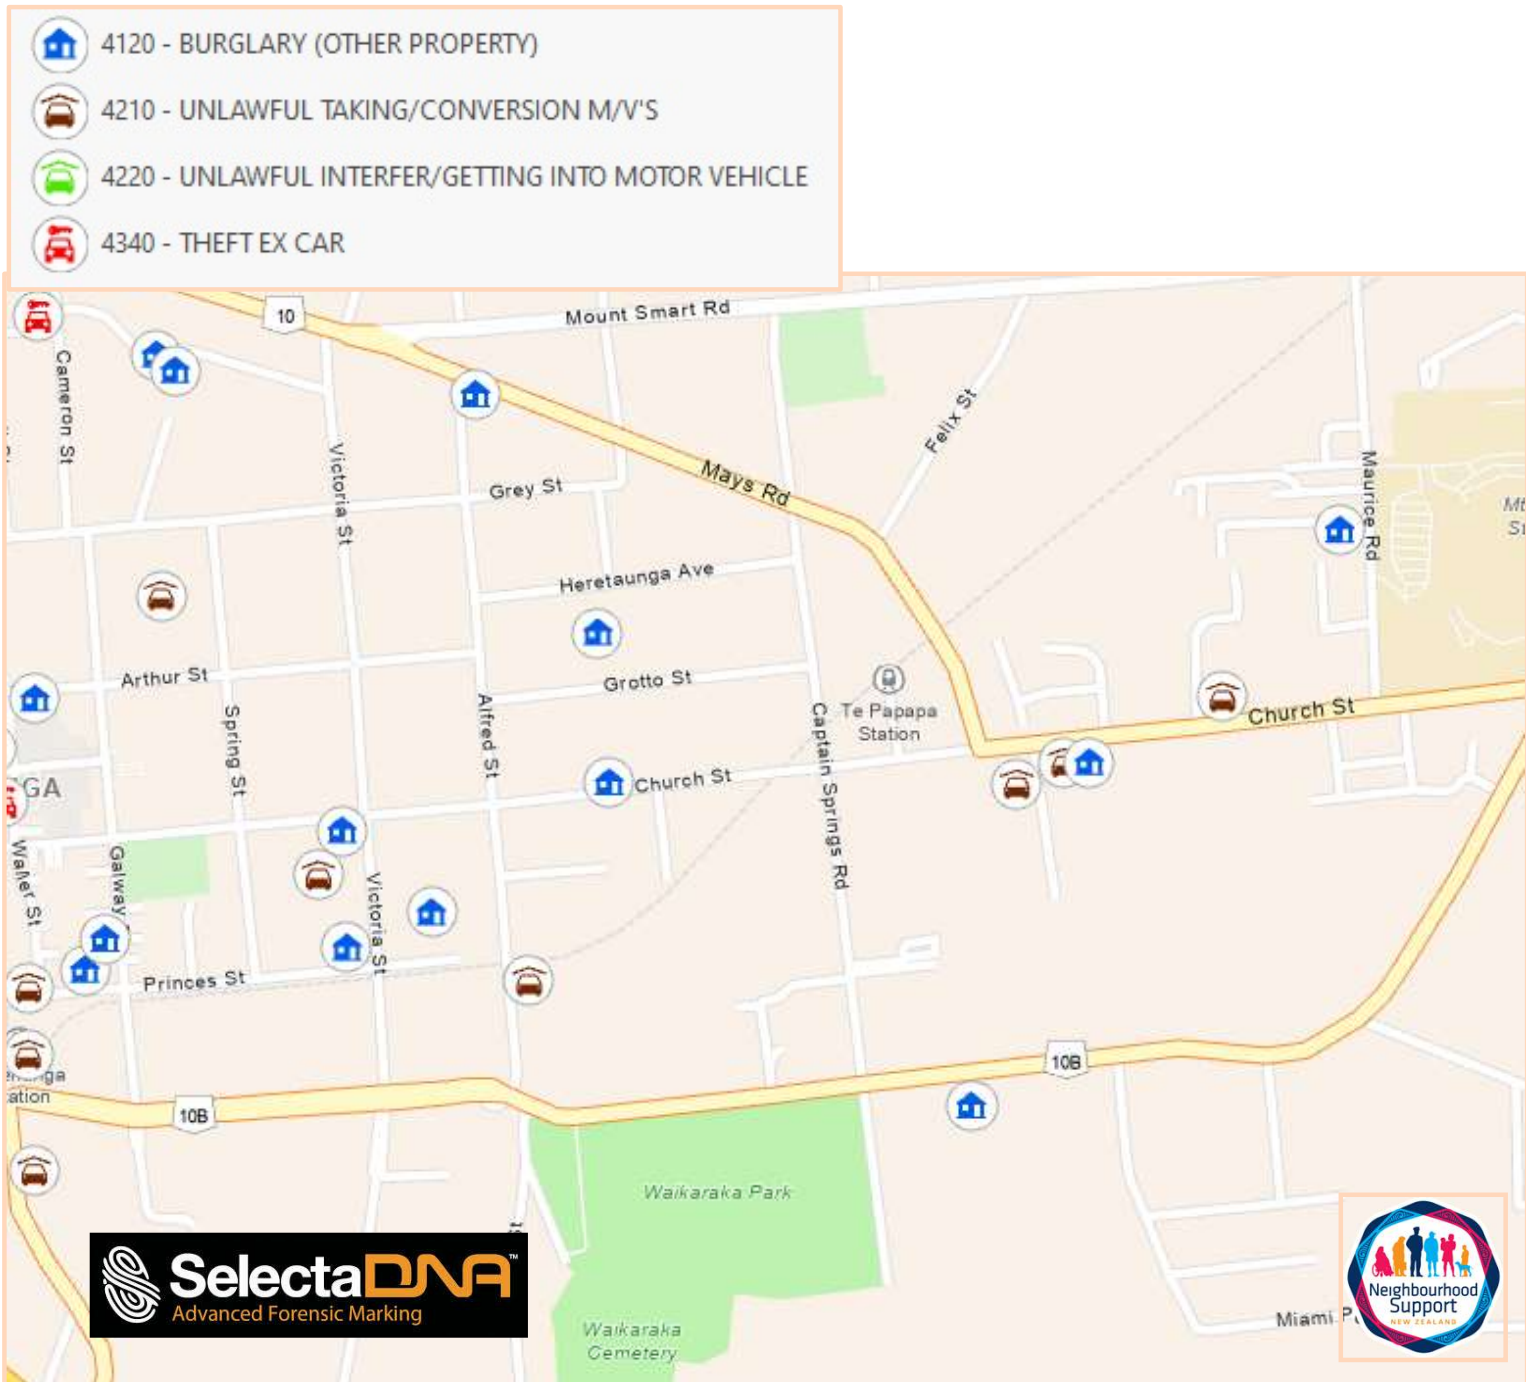 4120 - BURGLARY (OTHER PROPERTY)
4210 - UNLAWFUL TAKING/CONVERSION M/V'S
4220 - UNLAWFUL INTERFER/GETTING INTO MOTOR VEHICLE
4340 - THEFT EX CAR
10
Mount Smart Rd
Cameron St
Felix St
Victoria St
Mays Rd
Grey St
Maurice Rd
Heretaunga Ave
Arthur St
Grotto St
Te Papapa
Station
Church St
Spring St
Alfred St
Captain Springs Rd
GA
Church St
Galway
Victoria St
Princes St
10B
ation
10B
Waikaraka Park
SelectaDNA™
Advanced Forensic Marking
Neighbourhood
Support
NEW ZEALAND
Miami
Waikaraka
Cemetery